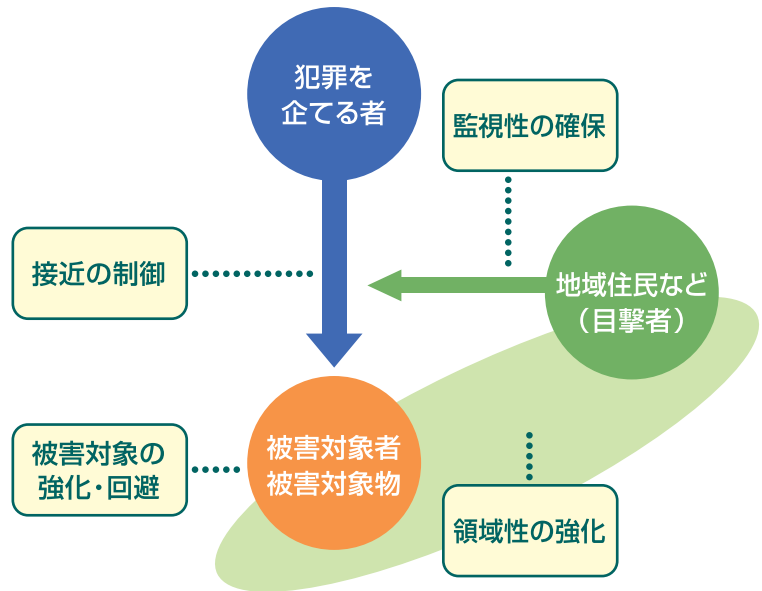 犯罪を
企てる者
監視性の確保
接近の制御
地域住民など
（目撃者）
被害対象者
被害対象物
被害対象の
強化・回避
領域性の強化